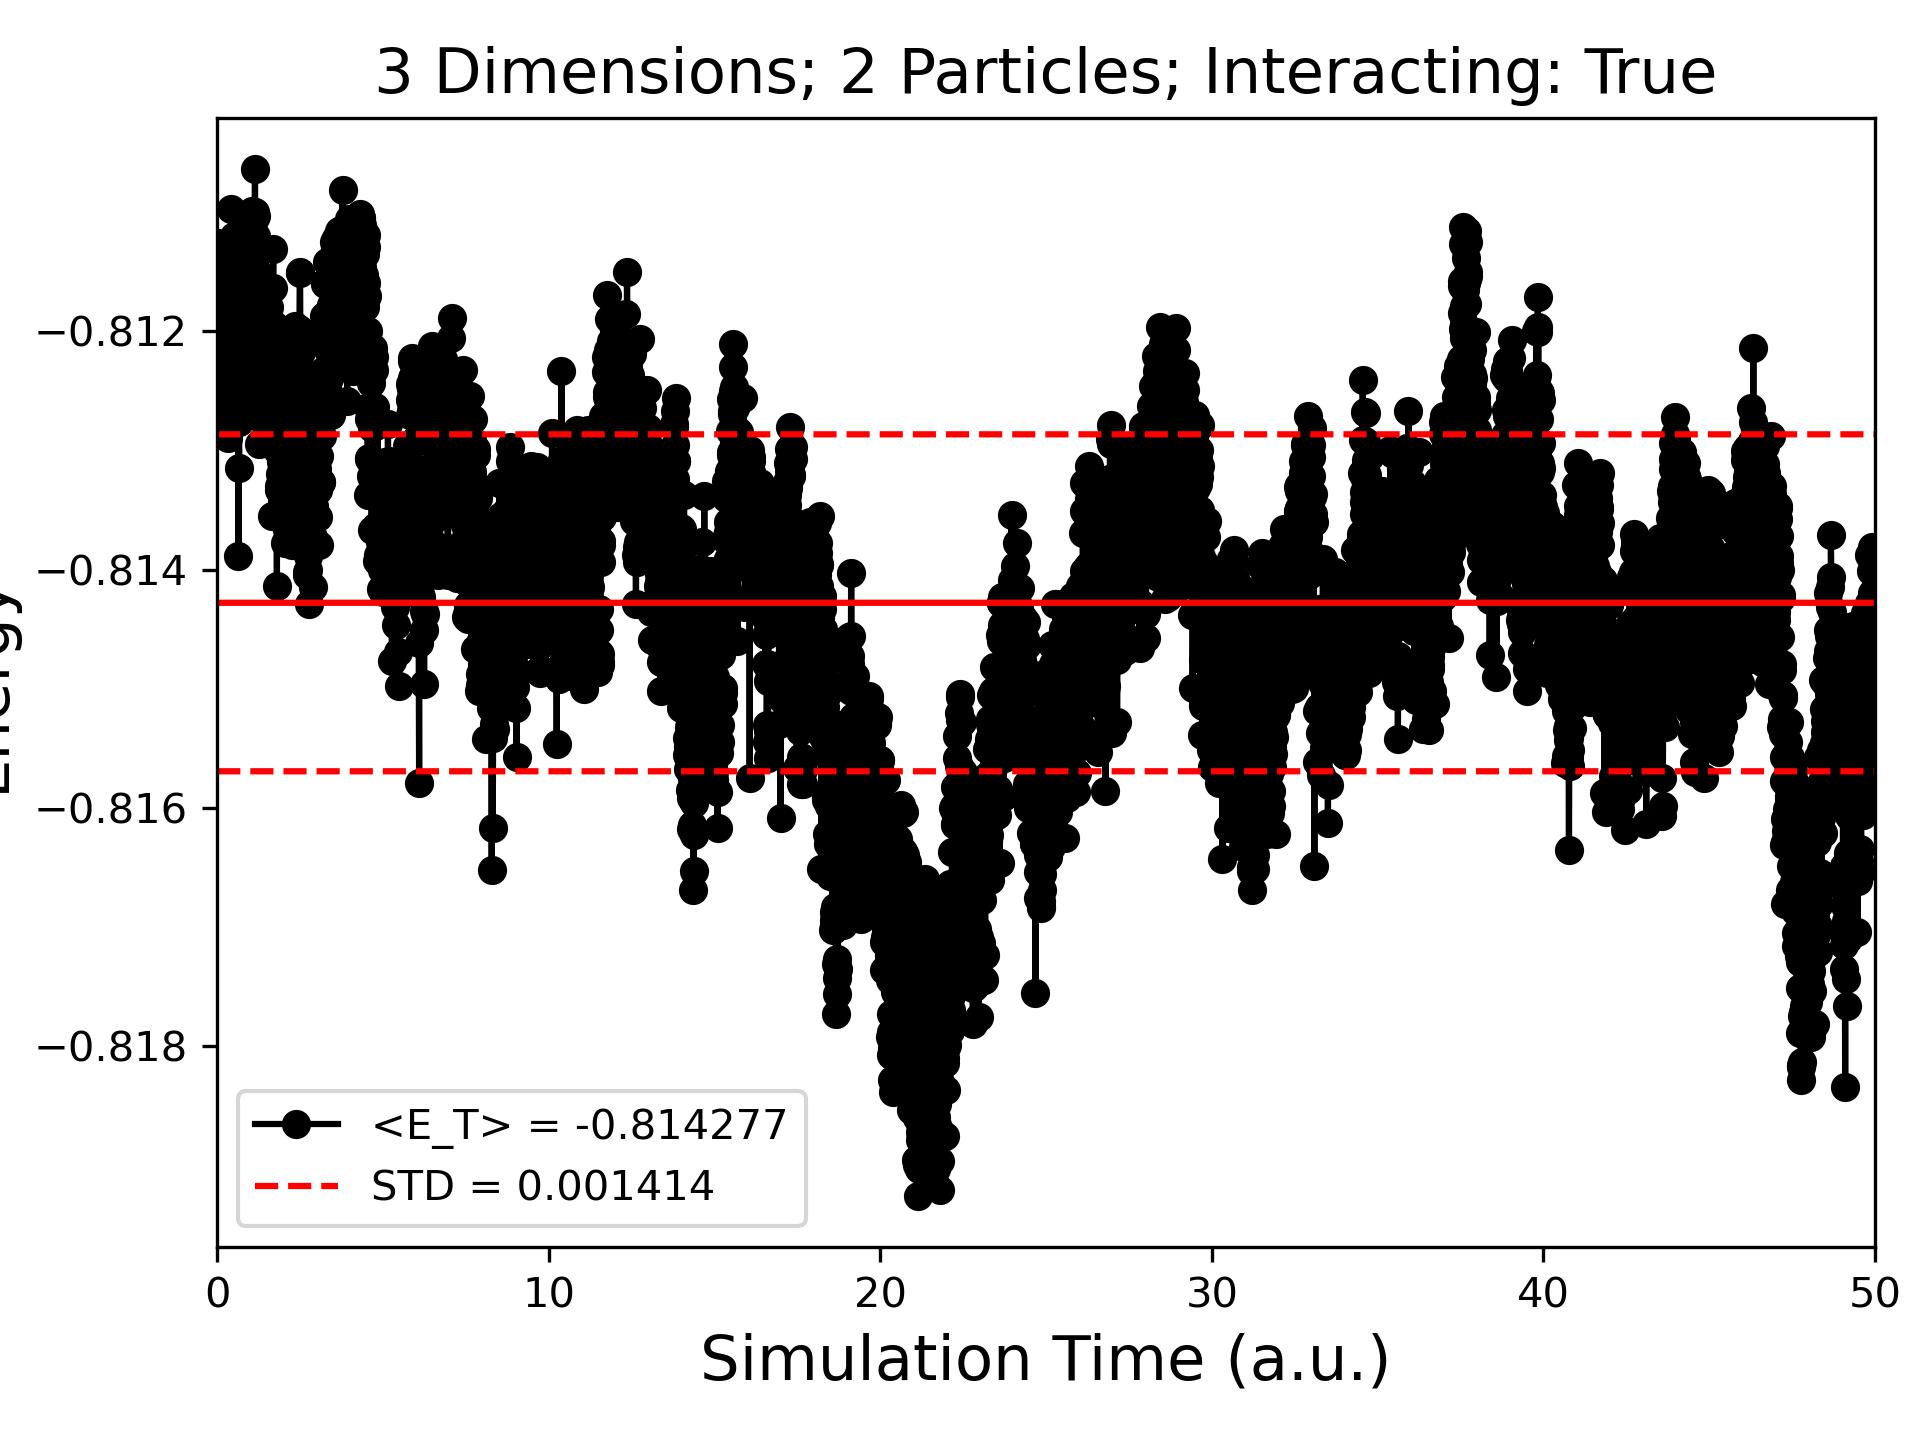 3 Dimensions; 2 Particles; Interacting: True
−0.812
−0.814
−0.816
−0.818
<E_T> = -0.814277
STD = 0.001414
0 10 20 30 40 50
Simulation Time (a.u.)
Energy